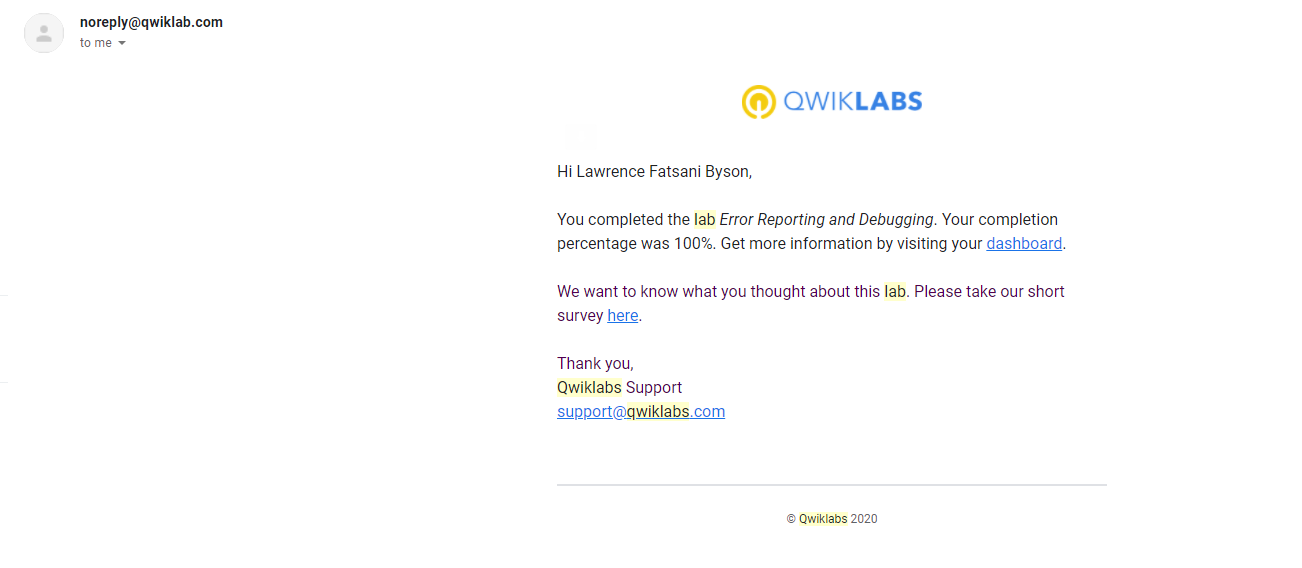 noreply@qwiklab.com
to me
QWIKLABS
Hi Lawrence Fatsani Byson,
You completed the lab Error Reporting and Debugging. Your completion
percentage was 100%. Get more information by visiting your dashboard.
We want to know what you thought about this lab. Please take our short
survey here.
Thank you,
Qwiklabs Support
support@qwiklabs.com
© Qwiklabs 2020